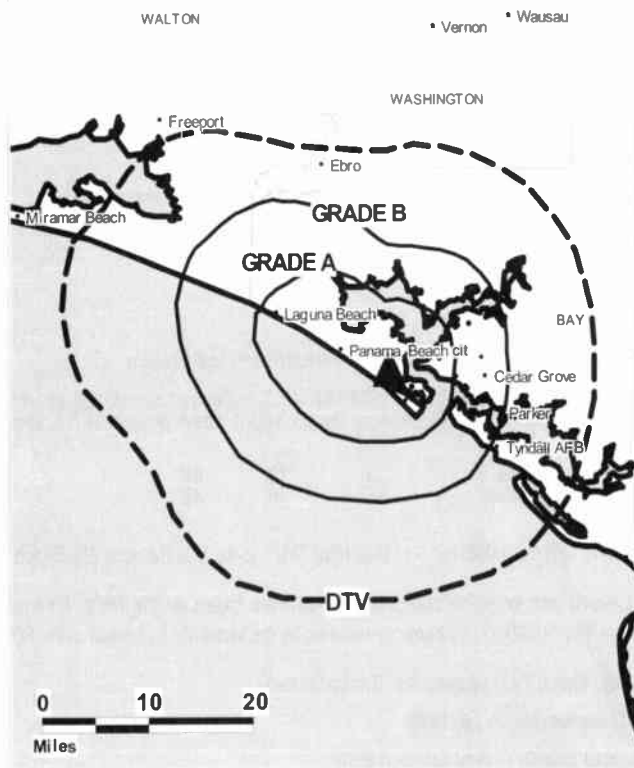 WALTON
Vernon
Wausau
WASHINGTON
Freeport
Ebro
Miramar Beach
GRADE B
GRADE A
Laguna Beach
BAY
Panama Beach cit
Cedar Grove
Parker
Tyndall AFB
DTV
0 10 20
Miles